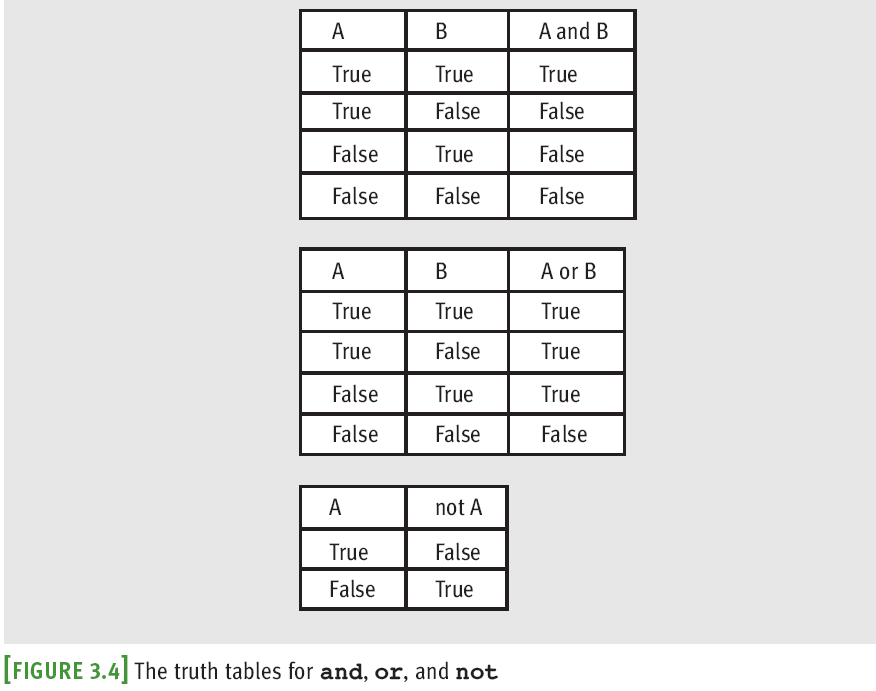 A B A and B
True True True
True False False
False True False
False False False
A B A or B
True True True
True False True
False True True
False False False
A not A
True False
False True
[FIGURE 3.4] The truth tables for and, or, and not